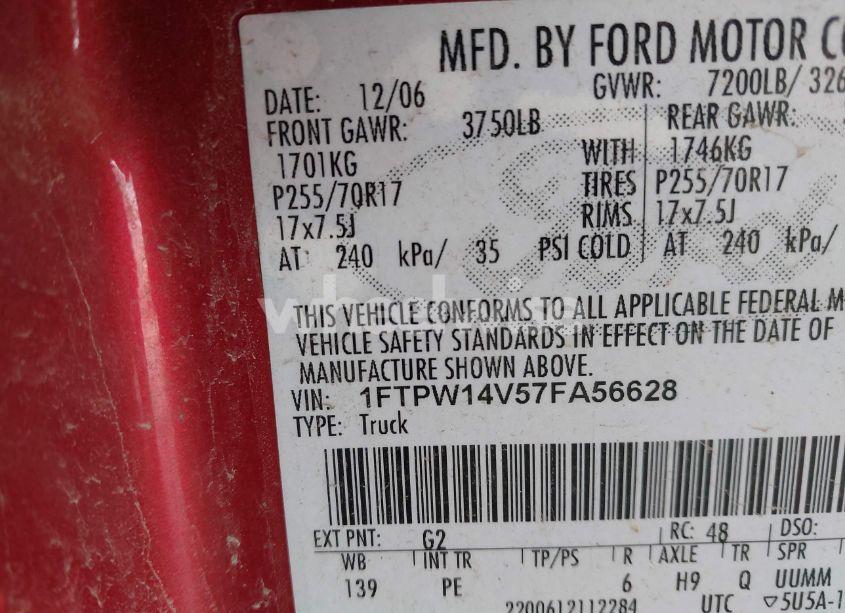 MFD. BY FORD MOTOR
DATE: 12/06 GVWR: 7200LB/ 326
FRONT GAWR: 3750LB REAR GAWR:
1701KG WITH 1746KG
P255/70R17 TIRES P255/70R17
17x7.5J RIMS 17x7.5J
AT 240 kPa/ 35 PSI COLD AT 240 kPa/
THIS VEHICLE CONFORMS TO ALL APPLICABLE FEDERAL M
VEHICLE SAFETY STANDARDS IN EFFECT ON THE DATE OF
MANUFACTURE SHOWN ABOVE.
VIN: 1FTPW14V57FA56628
TYPE: Truck
EXT PNT: G2 RC: 48 DSO:
WB INT TR TP/PS R AXLE TR SPR
139 PE 6 H9 Q UUMM
2200612112284 UTC ▽5U5A-1